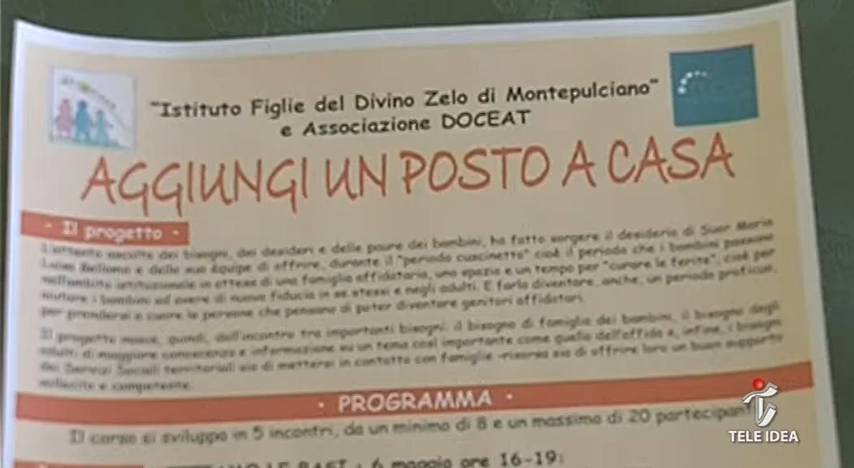 "Istituto Figlie del Divino Zelo di Montepulciano"
e Associazione DOCEAT
AGGIUNGI UN POSTO A CASA
· Il progetto ·
L'attento ascolto dei bisogni, dei desideri e delle paure dei bambini, ha fatto sorgere il desiderio di Suor Maria
e della sua équipe di offrire, durante il "periodo cuscinetto" cioè il periodo che i bambini passano
nell'ambito istituzionale in attesa di una famiglia affidataria, uno spazio e un tempo per "curare le ferite", cioè per
aiutare i bambini ad avere di nuovo fiducia in se stessi e negli adulti. E farlo diventare, anche, un periodo proficuo,
per prendersi a cuore le persone che pensano di poter diventare genitori affidatari.
Il progetto nasce, quindi, dall'incontro tra importanti bisogni: il bisogno di famiglia dei bambini, il bisogno degli
adulti di maggiore conoscenza e informazione su un tema così importante come quello dell'affido e, infine, i bisogni
dei Servizi Sociali territoriali sia di mettersi in contatto con famiglie -risorsa sia di offrire loro un buon supporto
sollecito e competente.
· PROGRAMMA ·
Il corso si sviluppa in 5 incontri, da un minimo di 8 e un massimo di 20 partecipanti
LE BASI : 6 maggio ore 16-19:
TELE IDEA